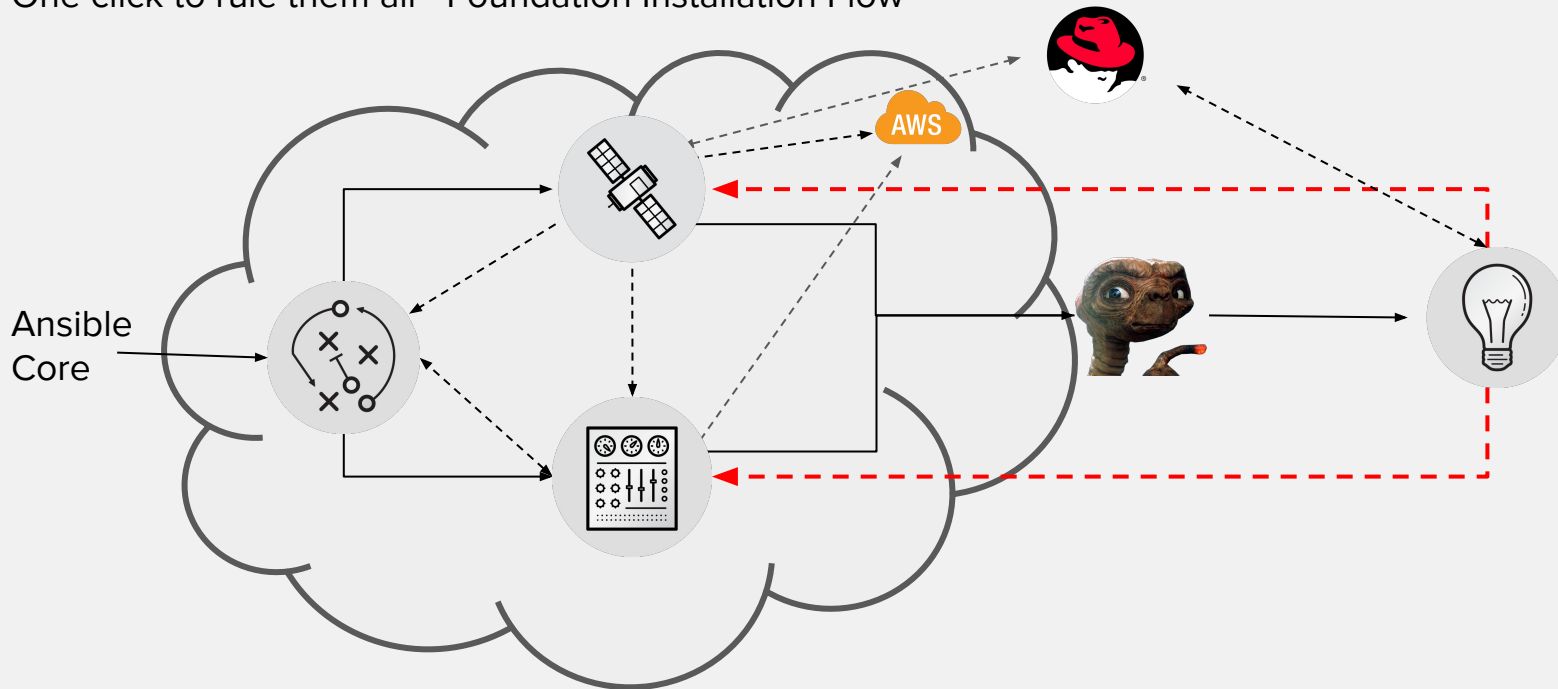 One click to rule them all - Foundation Installation Flow
AWS
Ansible
Core
®